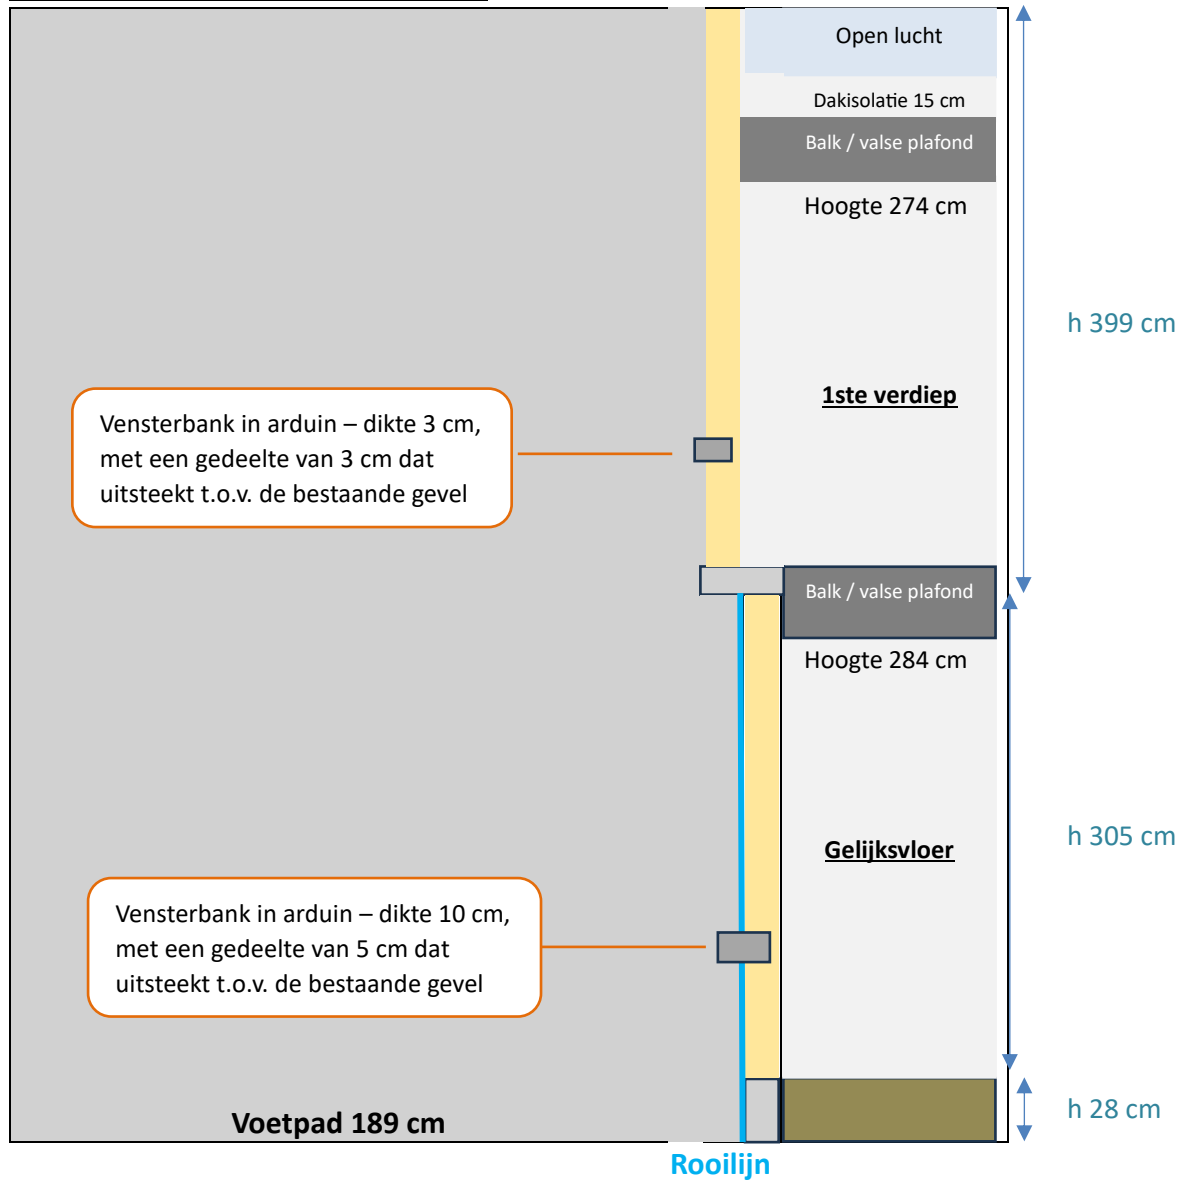 Open lucht
Dakisolatie 15 cm
Balk / valse plafond
Hoogte 274 cm
h 399 cm
1ste verdiep
Vensterbank in arduin – dikte 3 cm,
met een gedeelte van 3 cm dat
uitsteekt t.o.v. de bestaande gevel
Balk / valse plafond
Hoogte 284 cm
h 305 cm
Gelijksvloer
Vensterbank in arduin – dikte 10 cm,
met een gedeelte van 5 cm dat
uitsteekt t.o.v. de bestaande gevel
h 28 cm
Voetpad 189 cm
Rooilijn